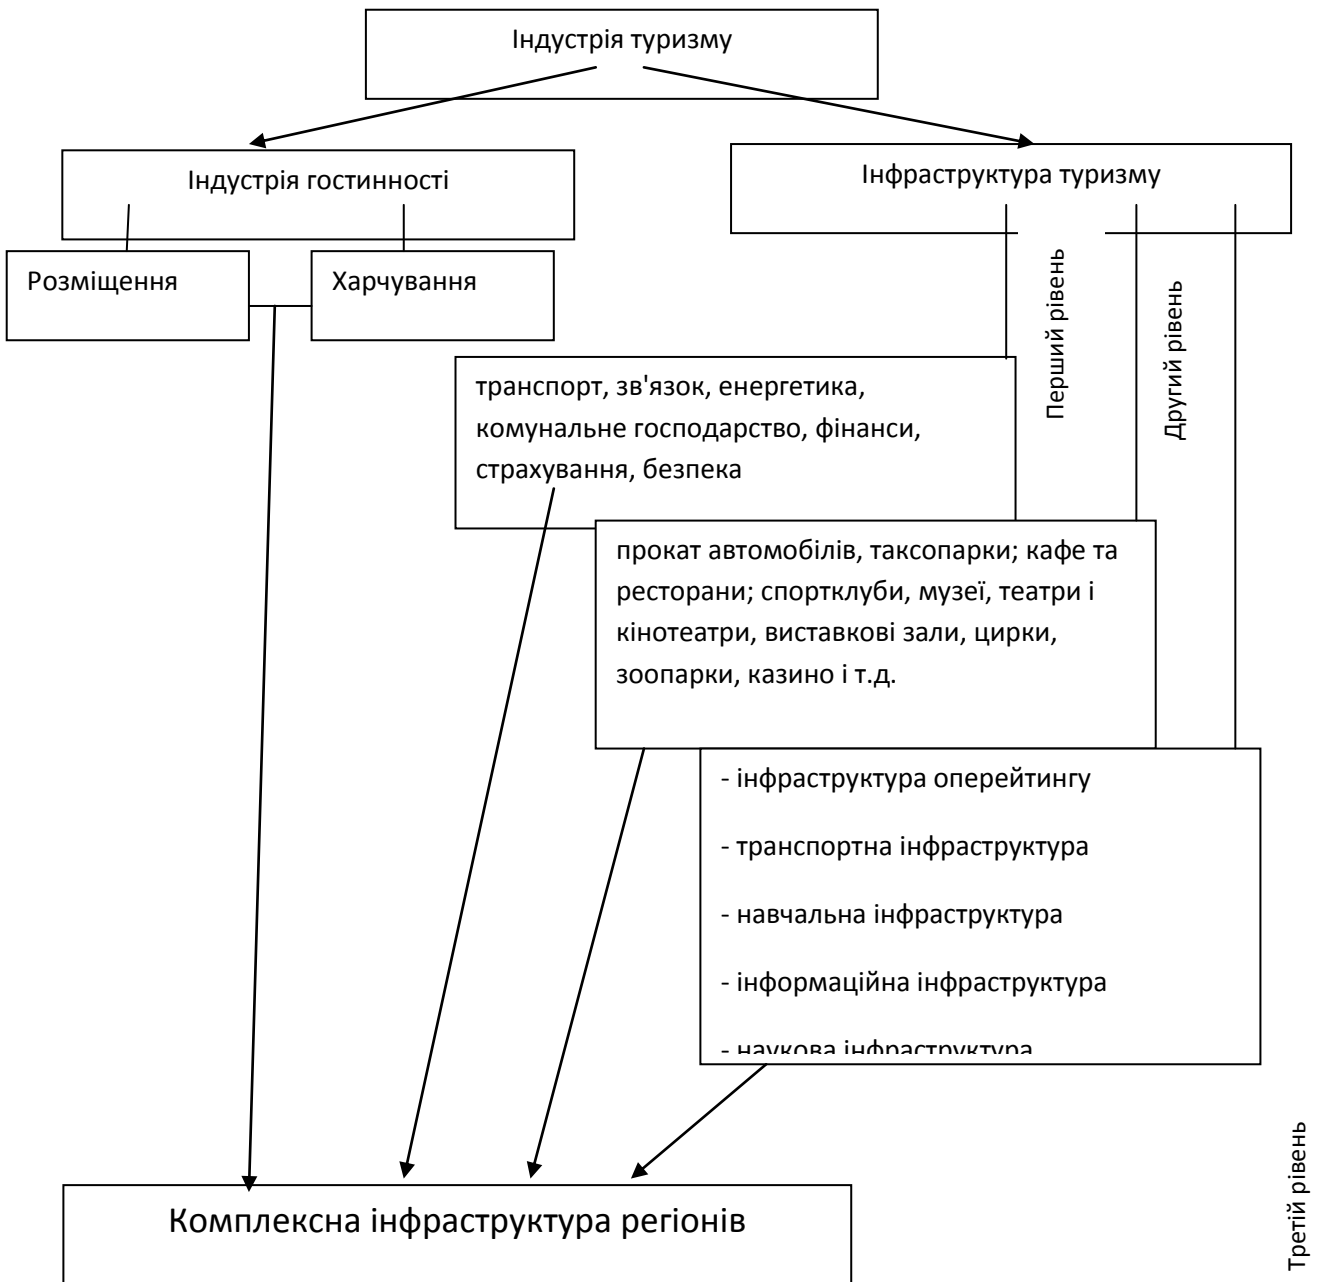 Індустрія туризму
Індустрія гостинності
Інфраструктура туризму
Розміщення
Харчування
Перший рівень
Другий рівень
транспорт, зв'язок, енергетика,
комунальне господарство, фінанси,
страхування, безпека
прокат автомобілів, таксопарки; кафе та
ресторани; спортклуби, музеї, театри і
кінотеатри, виставкові зали, цирки,
зоопарки, казино і т.д.
- інфраструктура оперейтингу
- транспортна інфраструктура
- навчальна інфраструктура
- інформаційна інфраструктура
- наукова інфраструктура
Третій рівень
Комплексна інфраструктура регіонів